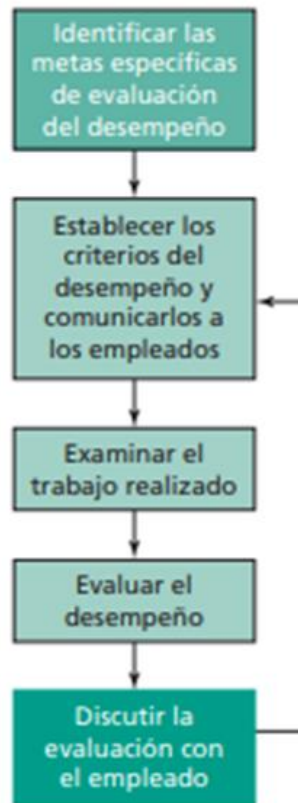 Identificar las
metas específicas
de evaluación
del desempeño
Establecer los
criterios del
desempeño y
comunicarlos a
los empleados
Examinar el
trabajo realizado
Evaluar el
desempeño
Discutir la
evaluación con
el empleado